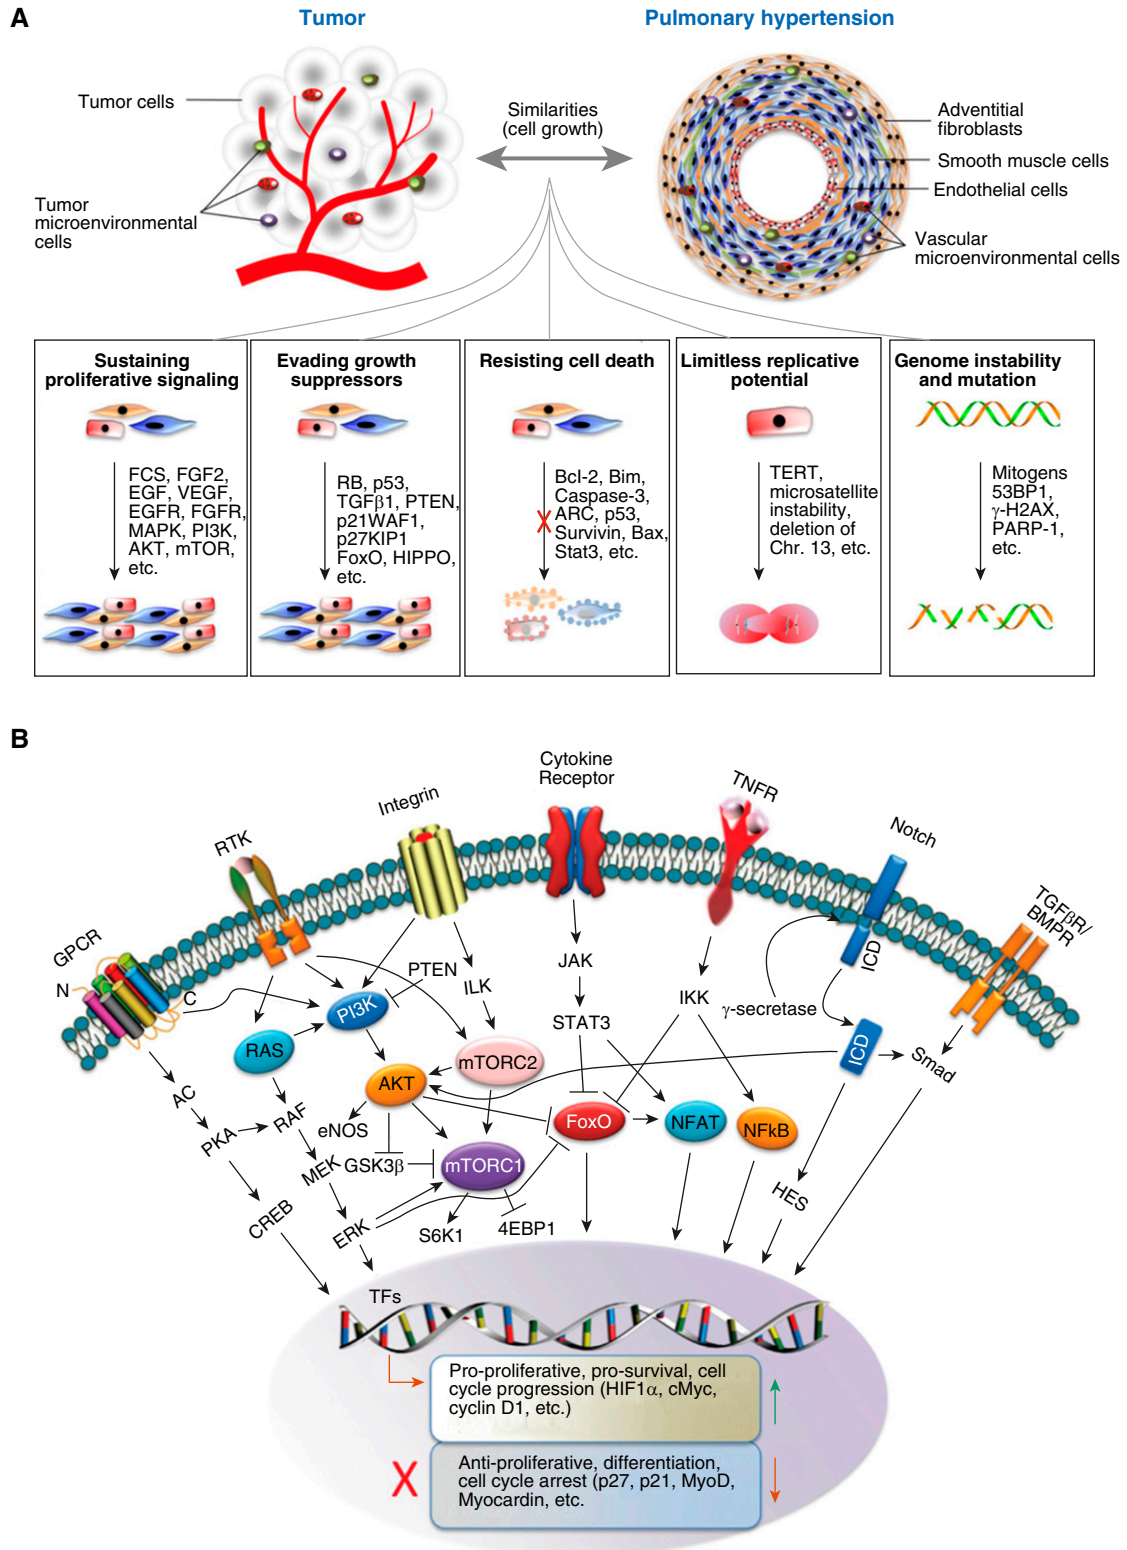 A
Tumor
Pulmonary hypertension
Tumor cells
Tumor
microenvironmental
cells
Similarities
(cell growth)
Adventitial
fibroblasts
Smooth muscle cells
Endothelial cells
Vascular
microenvironmental cells
Sustaining
proliferative signaling
FCS, FGF2,
EGF, VEGF,
EGFR, FGFR,
MAPK, PI3K,
AKT, mTOR,
etc.
Evading growth
suppressors
RB, p53,
TGFβ1, PTEN,
p21WAF1,
p27KIP1
FoxO, HIPPO,
etc.
Resisting cell death
Bcl-2, Bim,
Caspase-3,
ARC, p53,
Survivin, Bax,
Stat3, etc.
Limitless replicative
potential
TERT,
microsatellite
instability,
deletion of
Chr. 13, etc.
Genome instability
and mutation
Mitogens
53BP1,
γ-H2AX,
PARP-1,
etc.
B
GPCR
N
C
RTK
Integrin
Cytokine
Receptor
TNFR
Notch
TGFβR/
BMPR
ICD
PTEN
ILK
JAK
IKK
γ-secretase
PI3K
STAT3
RAS
mTORC2
ICD
Smad
AC
AKT
PKA
RAF
eNOS
FoxO
NFAT
NFkB
MEK
GSK3β
mTORC1
HES
CREB
ERK
S6K1
4EBP1
TFs
Pro-proliferative, pro-survival, cell
cycle progression (HIF1α, cMyc,
cyclin D1, etc.)
X
Anti-proliferative, differentiation,
cell cycle arrest (p27, p21, MyoD,
Myocardin, etc.